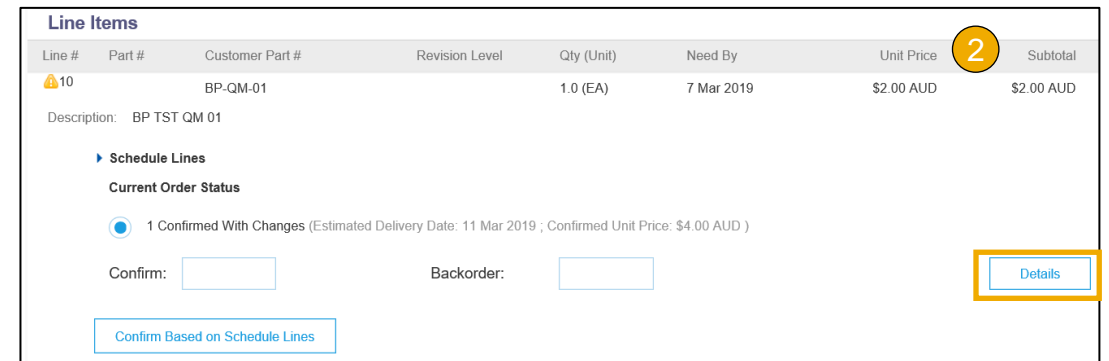 Line Items
Line # Part # Customer Part # Revision Level Qty (Unit) Need By Unit Price 2 Subtotal
10 BP-QM-01 1.0 (EA) 7 Mar 2019 $2.00 AUD $2.00 AUD
Description: BP TST QM 01
Schedule Lines
Current Order Status
1 Confirmed With Changes (Estimated Delivery Date: 11 Mar 2019 ; Confirmed Unit Price: $4.00 AUD )
Confirm: Backorder: Details
Confirm Based on Schedule Lines